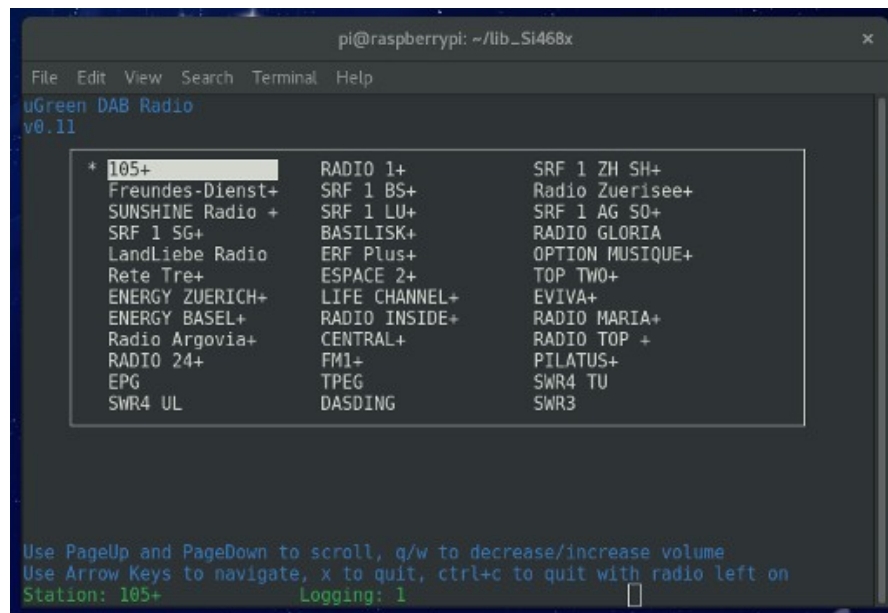 pi@raspberrypi: ~/lib_Si468x ×
File Edit View Search Terminal Help
uGreen DAB Radio
v0.11
* 105+ RADIO 1+ SRF 1 ZH SH+
Freundes-Dienst+ SRF 1 BS+ Radio Zuerisee+
SUNSHINE Radio + SRF 1 LU+ SRF 1 AG SO+
SRF 1 SG+ BASILISK+ RADIO GLORIA
LandLiebe Radio ERF Plus+ OPTION MUSIQUE+
Rete Tre+ ESPACE 2+ TOP TWO+
ENERGY ZUERICH+ LIFE CHANNEL+ EVIVA+
ENERGY BASEL+ RADIO INSIDE+ RADIO MARIA+
Radio Argovia+ CENTRAL+ RADIO TOP +
RADIO 24+ FM1+ PILATUS+
EPG TPEG SWR4 TU
SWR4 UL DASDING SWR3
Use PageUp and PageDown to scroll, q/w to decrease/increase volume
Use Arrow Keys to navigate, x to quit, ctrl+c to quit with radio left on
Station: 105+ Logging: 1